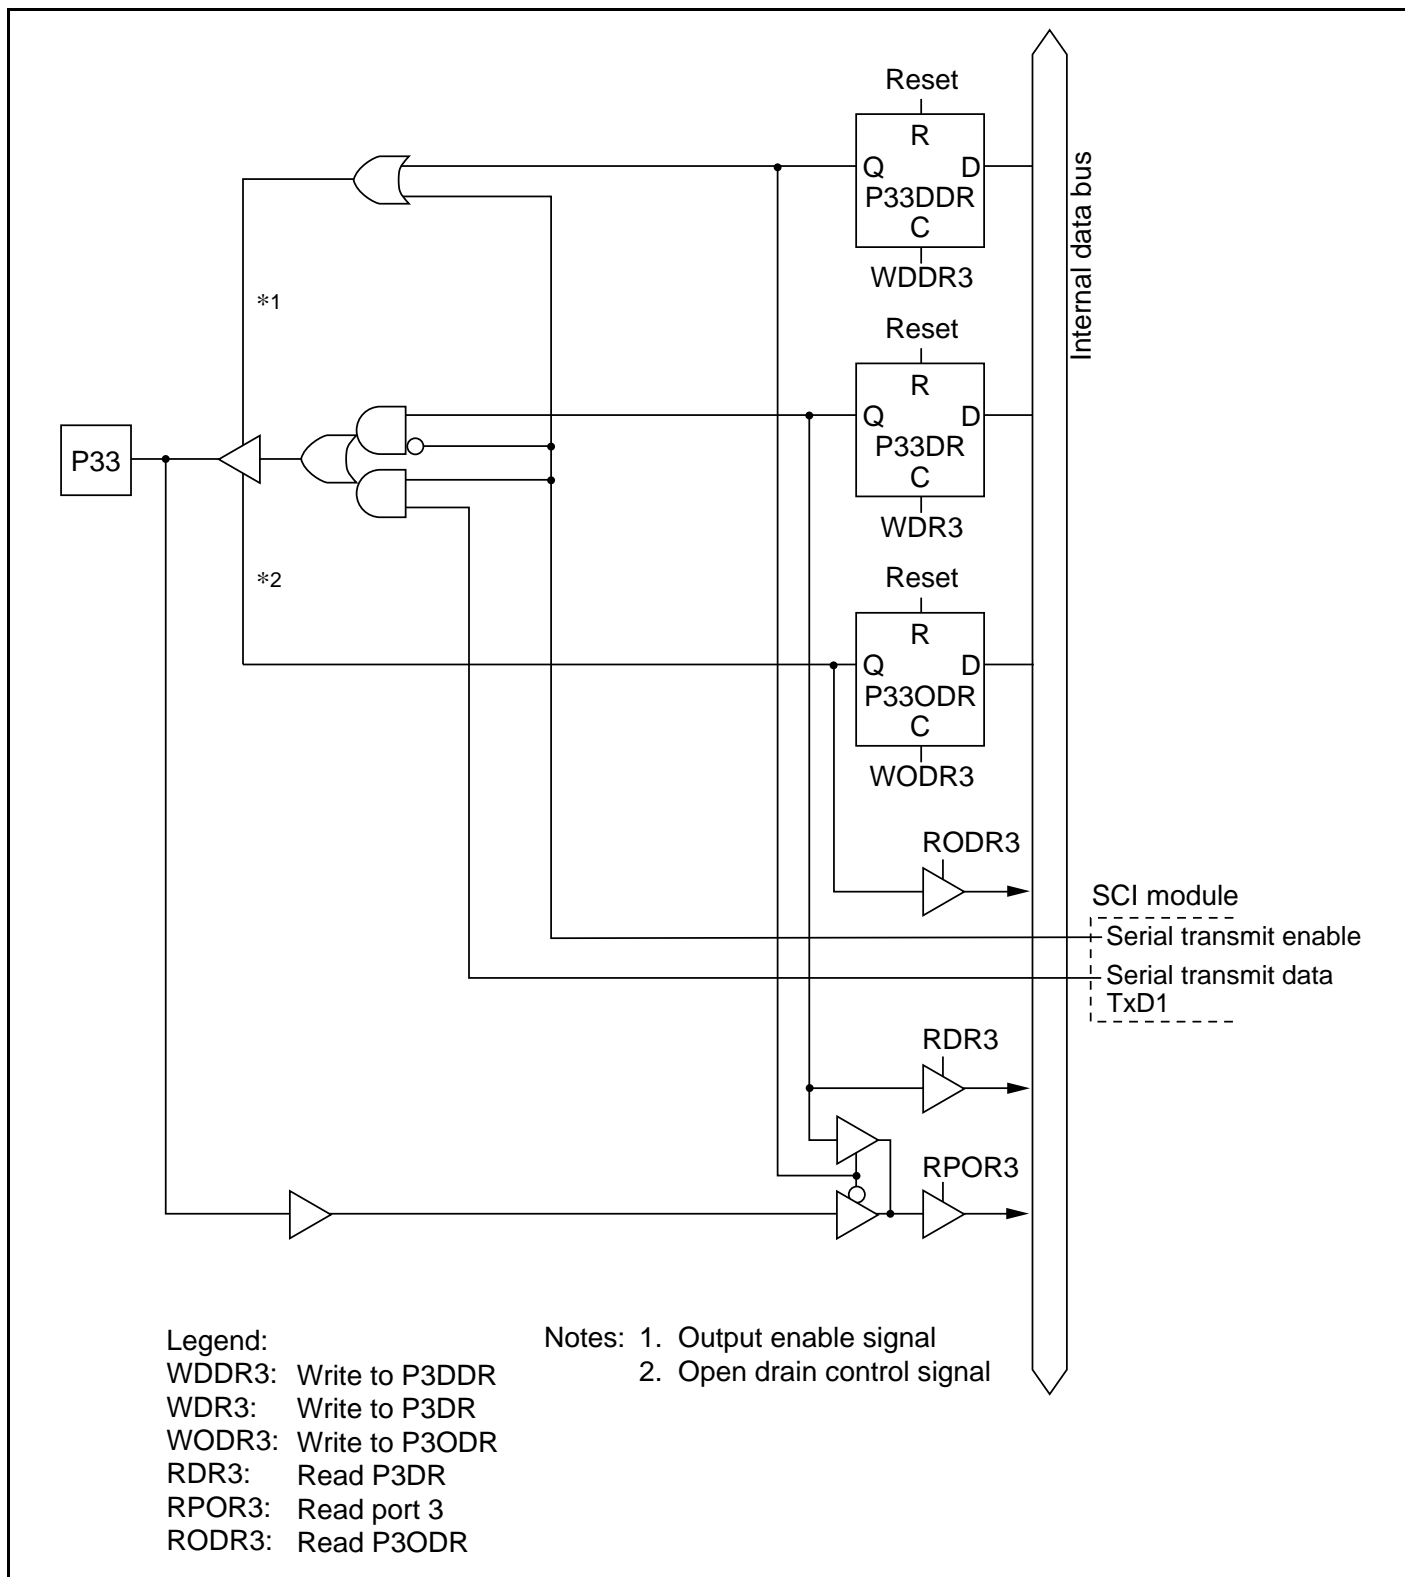 Reset
R
Q D
P33DDR
C
WDDR3
Internal data bus
*1
Reset
R
Q D
P33DR
C
WDR3
P33
*2
Reset
R
Q D
P33ODR
C
WODR3
RODR3
SCI module
Serial transmit enable
Serial transmit data
TxD1
RDR3
RPOR3
Legend:
WDDR3: Write to P3DDR
WDR3: Write to P3DR
WODR3: Write to P3ODR
RDR3: Read P3DR
RPOR3: Read port 3
RODR3: Read P3ODR
Notes: 1. Output enable signal
2. Open drain control signal